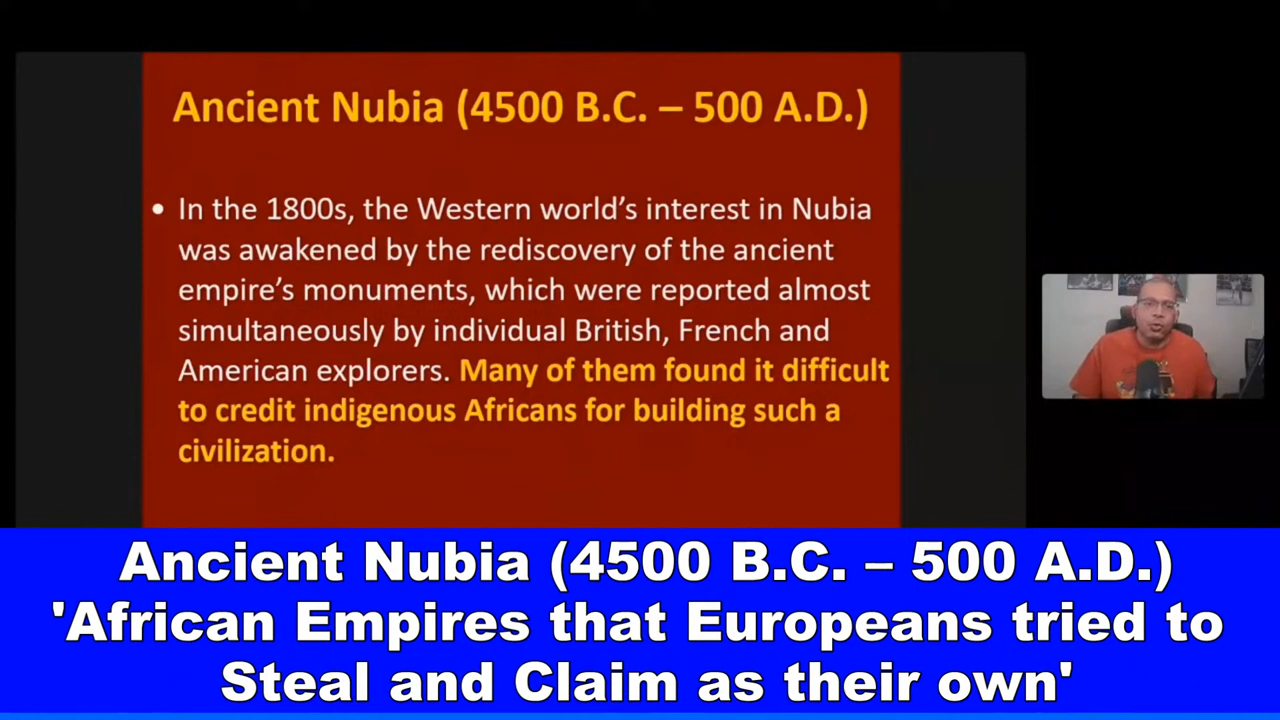 Ancient Nubia (4500 B.C. – 500 A.D.)
• In the 1800s, the Western world's interest in Nubia
was awakened by the rediscovery of the ancient
empire's monuments, which were reported almost
simultaneously by individual British, French and
American explorers. Many of them found it difficult
to credit indigenous Africans for building such a
civilization.
Ancient Nubia (4500 B.C. – 500 A.D.)
'African Empires that Europeans tried to
Steal and Claim as their own'